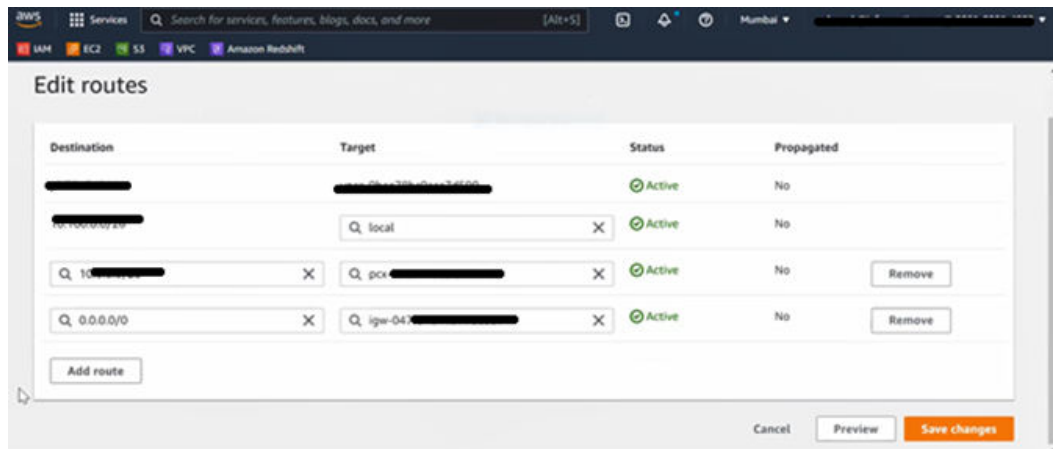 aws Services Search for services, features, blogs, docs, and more [Alt+S] Mumbai
IAM EC2 S3 VPC Amazon Redshift
Edit routes
Destination Target Status Propagated
Active No
local Active No
pcx Active No Remove
0.0.0.0/0 igw-047 Active No Remove
Add route
Cancel Preview Save changes